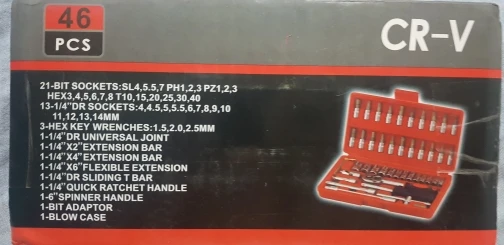 46
PCS
CR-V
21-BIT SOCKETS:SL4,5.5,7 PH1,2,3 PZ1,2,3
HEX3,4,5,6,7,8 T10,15,20,25,30,40
13-1/4"DR SOCKETS:4,4.5,5,5.5,6,7,8,9,10
11,12,13,14MM
3-HEX KEY WRENCHES:1.5,2.0,2.5MM
1-1/4"DR UNIVERSAL JOINT
1-1/4"X2"EXTENSION BAR
1-1/4"X4"EXTENSION BAR
1-1/4"X6"FLEXIBLE EXTENSION
1-1/4"DR SLIDING T BAR
1-1/4"QUICK RATCHET HANDLE
1-6"SPINNER HANDLE
1-BIT ADAPTOR
1-BLOW CASE